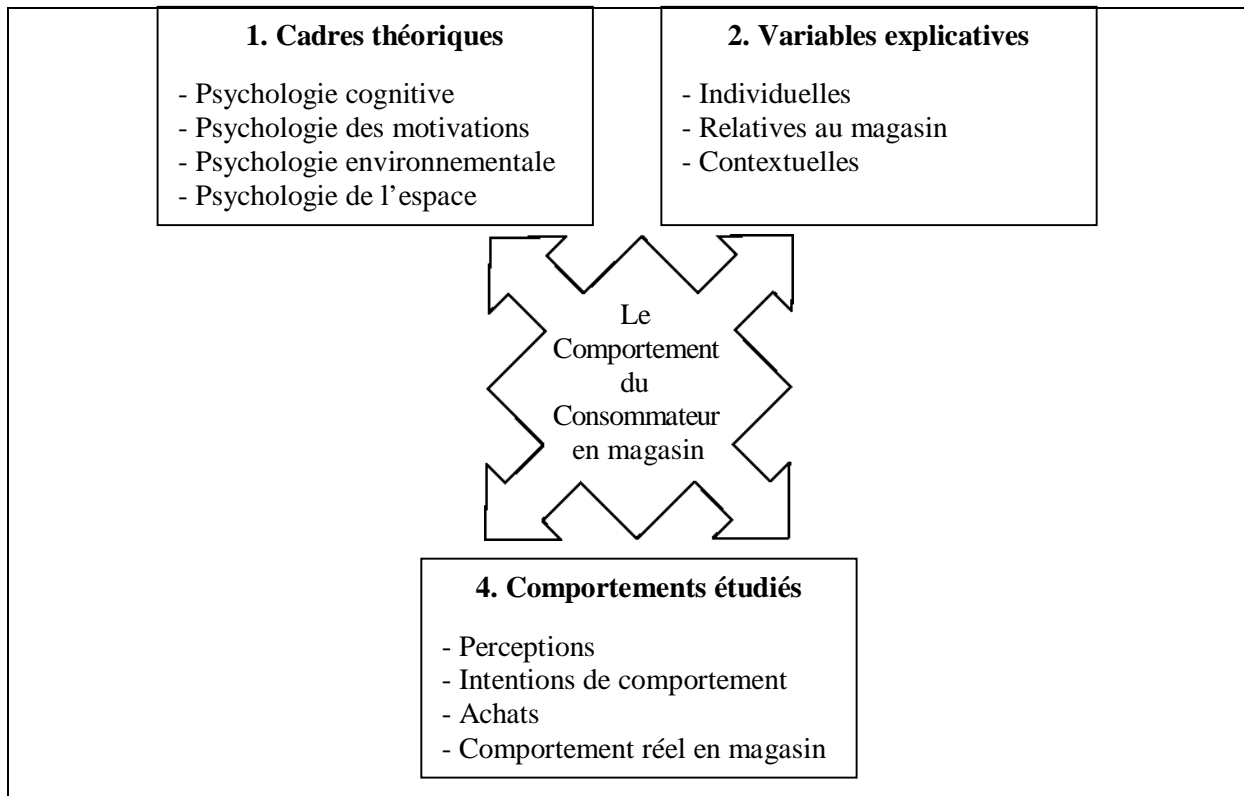 1. Cadres théoriques
- Psychologie cognitive
- Psychologie des motivations
- Psychologie environnementale
- Psychologie de l’espace
2. Variables explicatives
- Individuelles
- Relatives au magasin
- Contextuelles
Le
Comportement
du
Consommateur
en magasin
4. Comportements étudiés
- Perceptions
- Intentions de comportement
- Achats
- Comportement réel en magasin